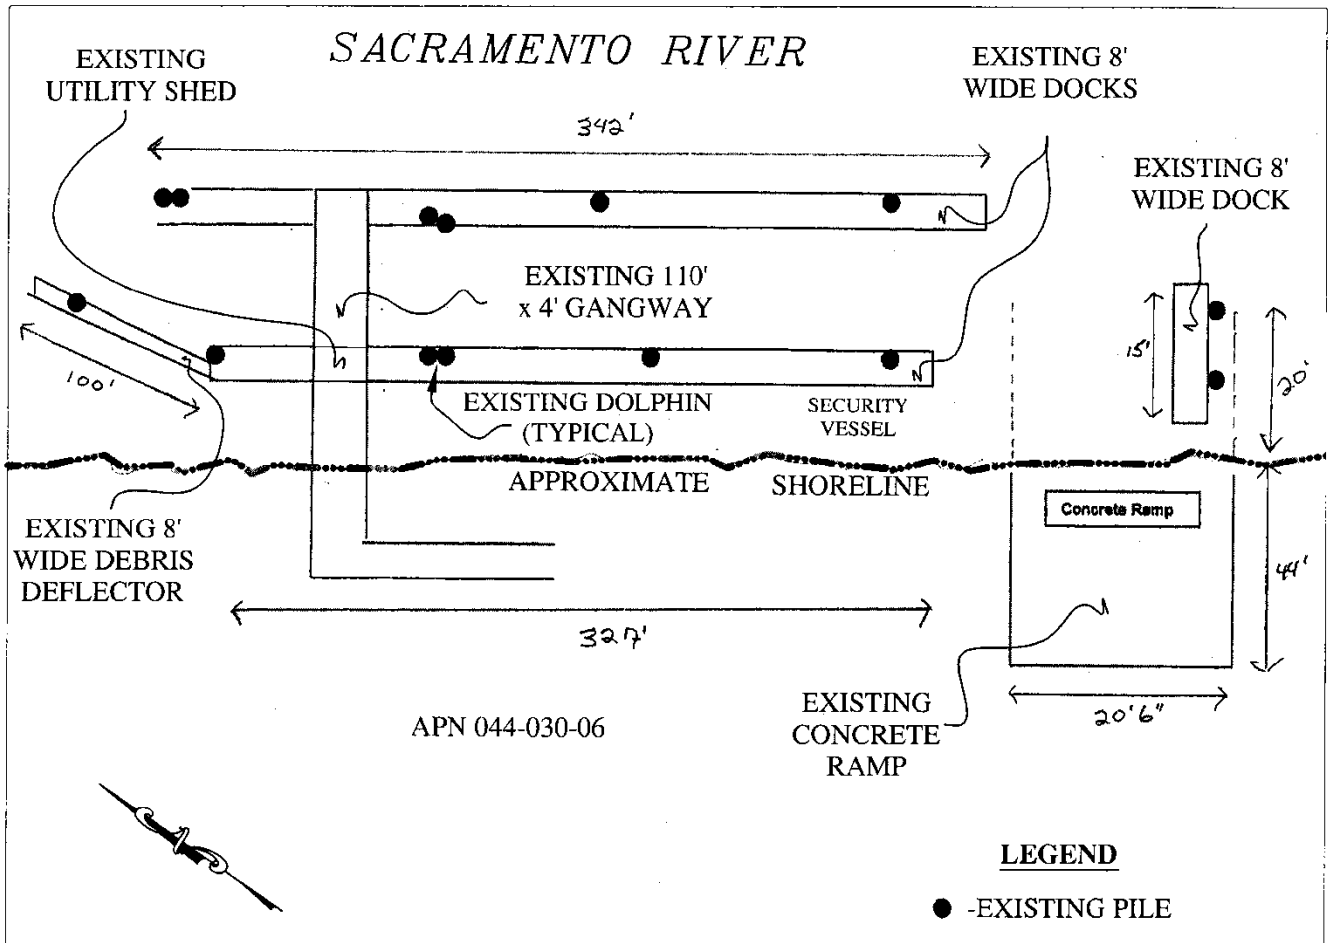 SACRAMENTO RIVER
EXISTING
UTILITY SHED
EXISTING 8'
WIDE DOCKS
342'
EXISTING 8'
WIDE DOCK
EXISTING 110'
x 4' GANGWAY
15'
20'
100'
EXISTING DOLPHIN
(TYPICAL)
SECURITY
VESSEL
APPROXIMATE SHORELINE
Concrete Ramp
EXISTING 8'
WIDE DEBRIS
DEFLECTOR
44'
327'
20'6"
EXISTING
CONCRETE
RAMP
APN 044-030-06
LEGEND
-EXISTING PILE